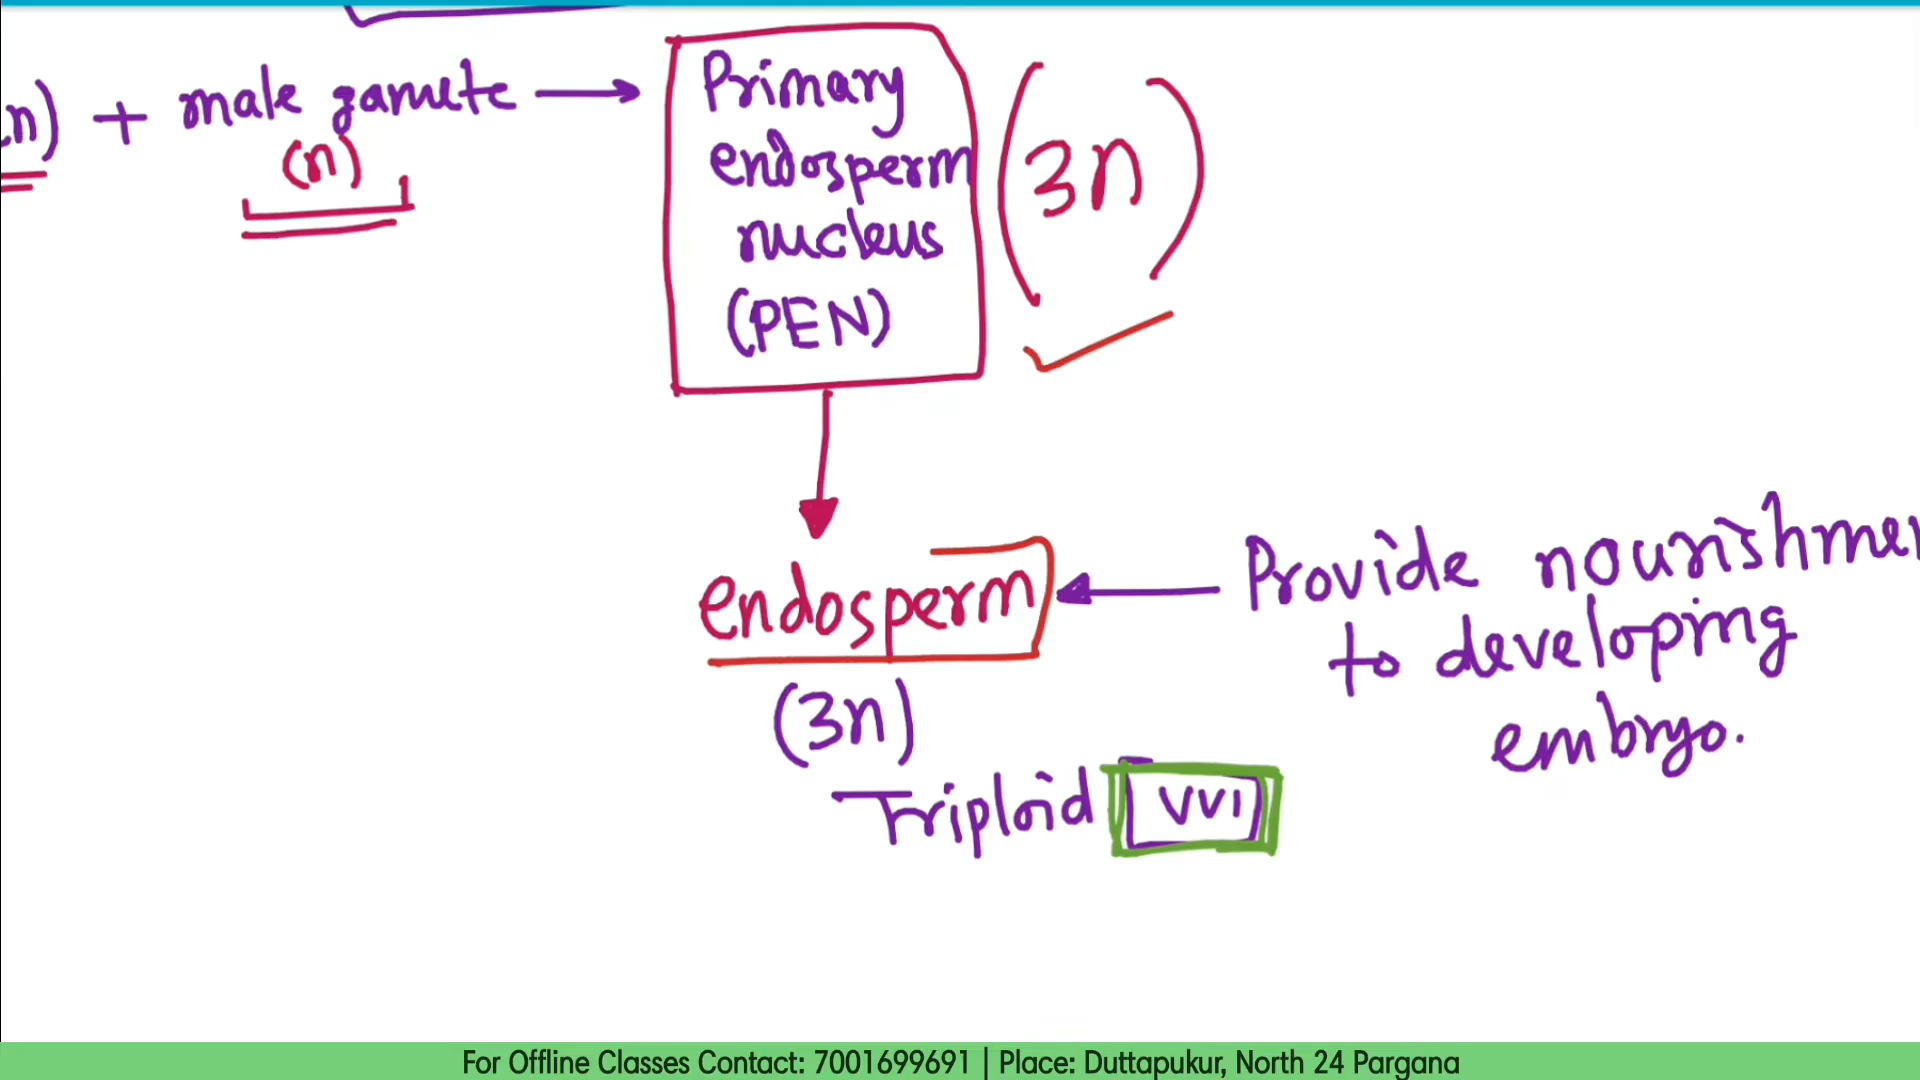 n) + male gamete → Primary
(n)
endosperm
nucleus
(PEN)
(3n)
endosperm ← Provide nourishmen
to developing
embryo.
(3n)
Triploid VVI
For Offline Classes Contact: 7001699691 | Place: Duttapukur, North 24 Pargana